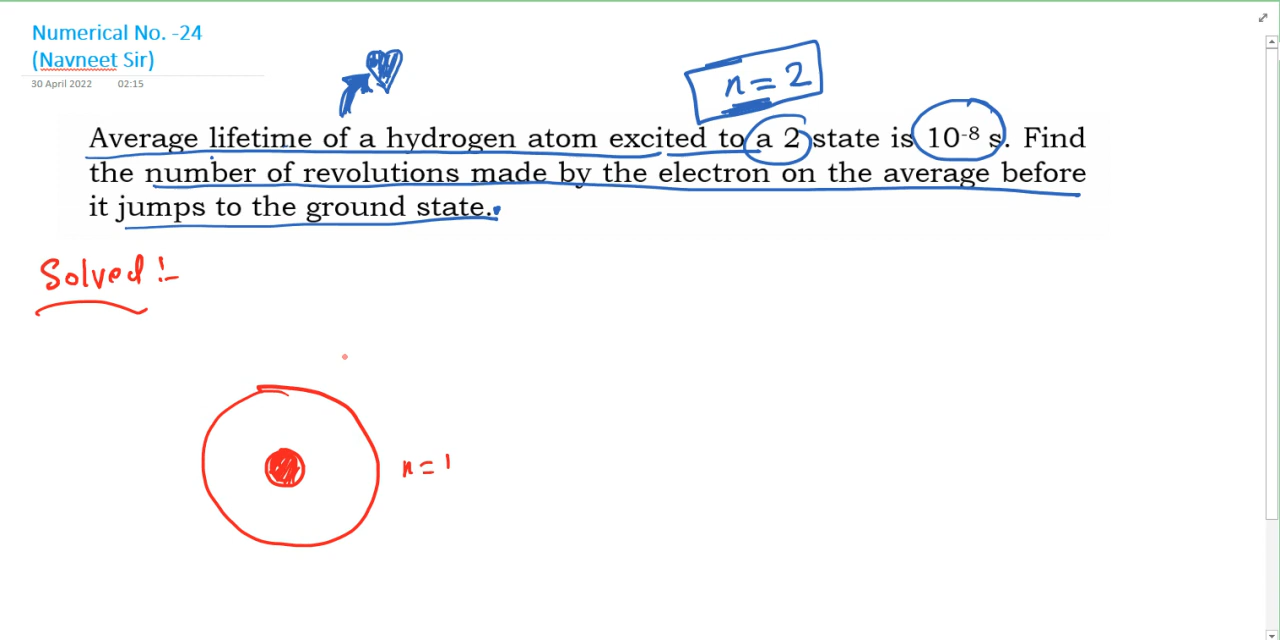 Numerical No. -24
(Navneet Sir)
30 April 2022 02:15
n = 2
Average lifetime of a hydrogen atom excited to a 2 state is 10⁻⁸ s. Find
the number of revolutions made by the electron on the average before
it jumps to the ground state.
Solved :-
n = 1